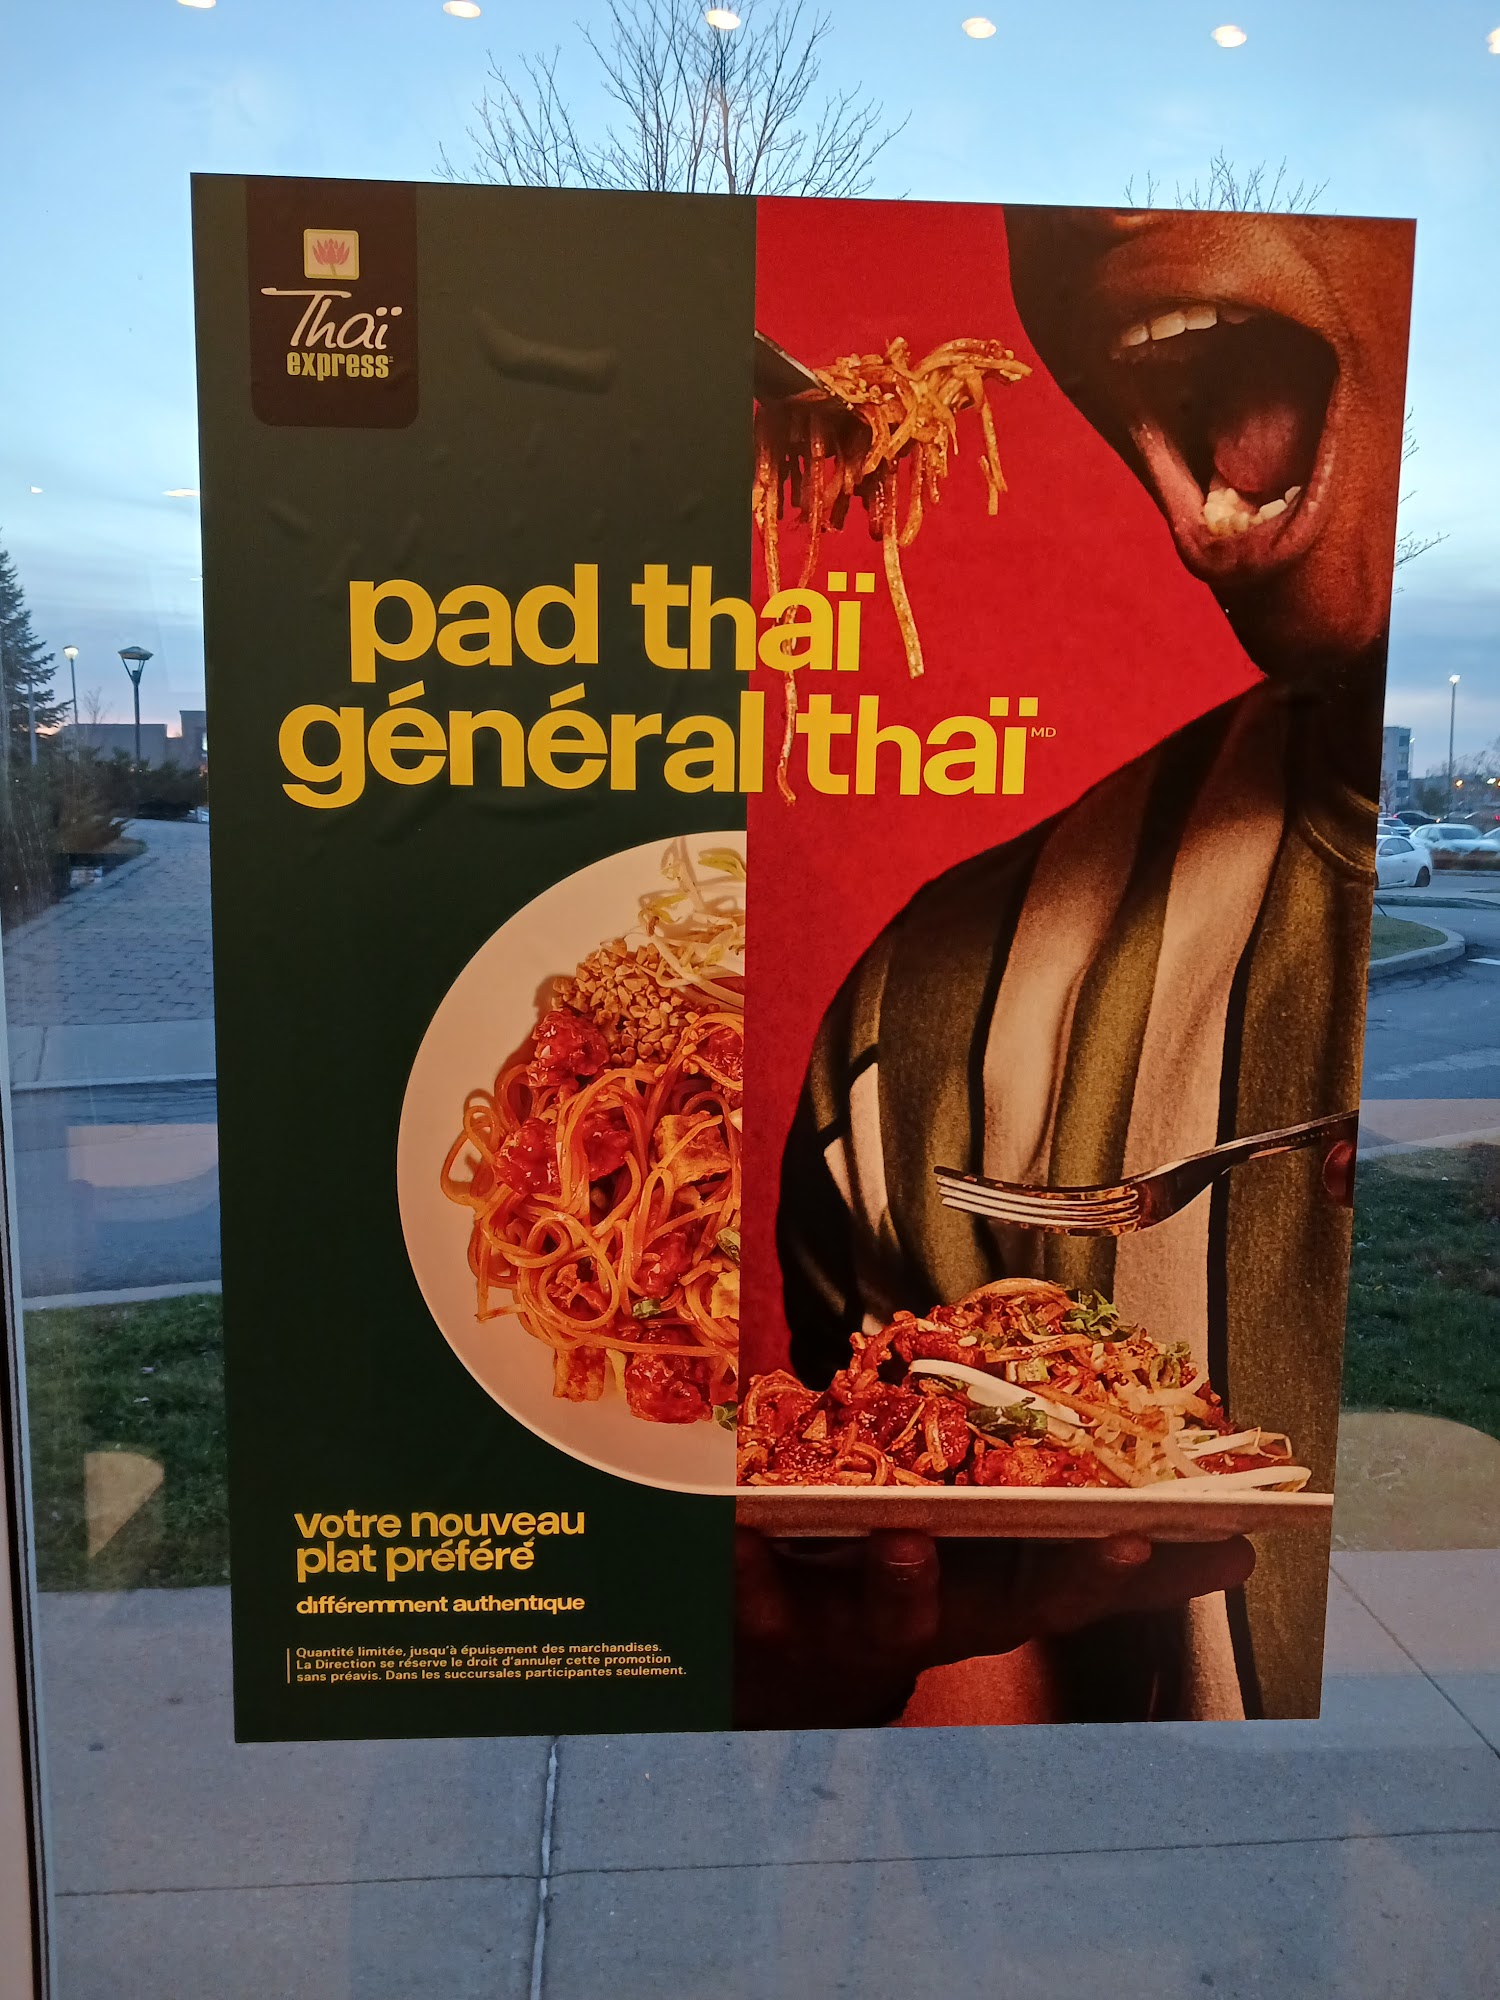 Thaï
express
pad thaï
général thaï MD
votre nouveau
plat préféré
différemment authentique
Quantité limitée, jusqu'à épuisement des marchandises.
La Direction se réserve le droit d'annuler cette promotion
sans préavis. Dans les succursales participantes seulement.